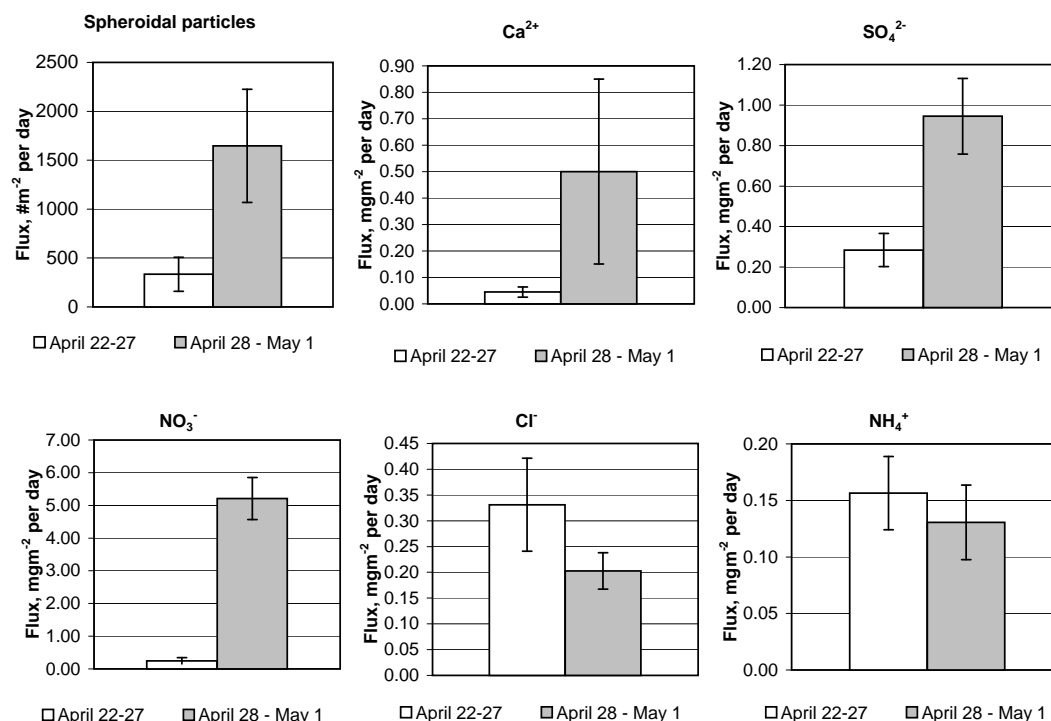 Spheroidal particles
Flux, #m⁻² per day
2500
2000
1500
1000
500
0
April 22-27 April 28 - May 1
Ca²⁺
Flux, mgm⁻² per day
0.90
0.80
0.70
0.60
0.50
0.40
0.30
0.20
0.10
0.00
April 22-27 April 28 - May 1
SO₄²⁻
Flux, mgm⁻² per day
1.20
1.00
0.80
0.60
0.40
0.20
0.00
April 22-27 April 28 - May 1
NO₃⁻
Flux, mgm⁻² per day
7.00
6.00
5.00
4.00
3.00
2.00
1.00
0.00
April 22-27 April 28 - May 1
Cl⁻
Flux, mgm⁻² per day
0.45
0.40
0.35
0.30
0.25
0.20
0.15
0.10
0.05
0.00
April 22-27 April 28 - May 1
NH₄⁺
Flux, mgm⁻² per day
0.20
0.15
0.10
0.05
0.00
April 22-27 April 28 - May 1